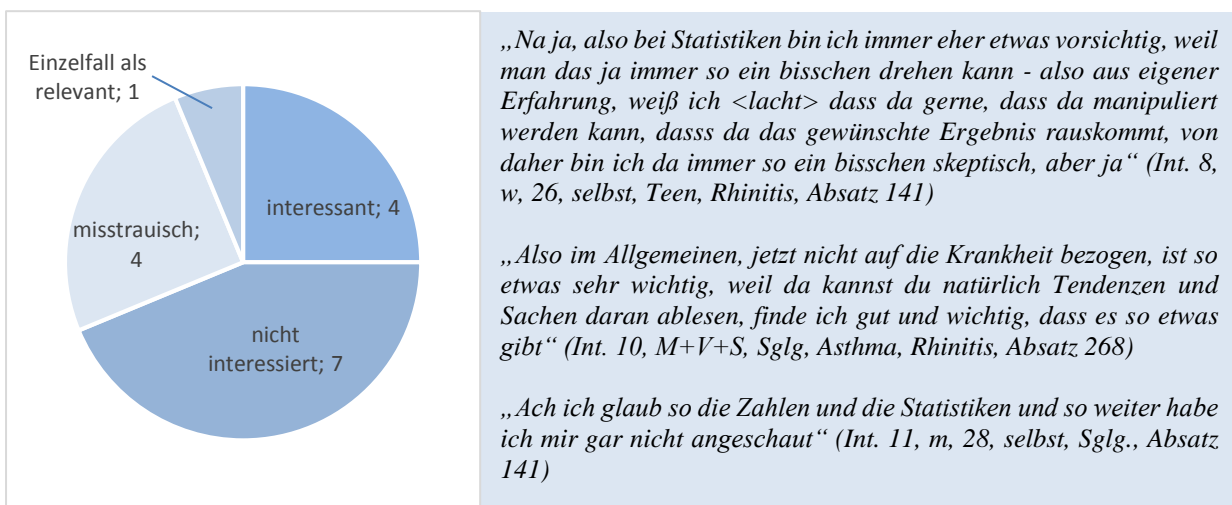 Einzelfall als
relevant; 1
interessant; 4
misstrauisch;
4
nicht
interessiert; 7
„Na ja, also bei Statistiken bin ich immer eher etwas vorsichtig, weil
man das ja immer so ein bisschen drehen kann - also aus eigener
Erfahrung, weiß ich <lacht> dass da gerne, dass da manipuliert
werden kann, dasss da das gewünschte Ergebnis rauskommt, von
daher bin ich da immer so ein bisschen skeptisch, aber ja“ (Int. 8,
w, 26, selbst, Teen, Rhinitis, Absatz 141)
„Also im Allgemeinen, jetzt nicht auf die Krankheit bezogen, ist so
etwas sehr wichtig, weil da kannst du natürlich Tendenzen und
Sachen daran ablesen, finde ich gut und wichtig, dass es so etwas
gibt“ (Int. 10, M+V+S, Sglg, Asthma, Rhinitis, Absatz 268)
„Ach ich glaub so die Zahlen und die Statistiken und so weiter habe
ich mir gar nicht angeschaut“ (Int. 11, m, 28, selbst, Sglg., Absatz
141)